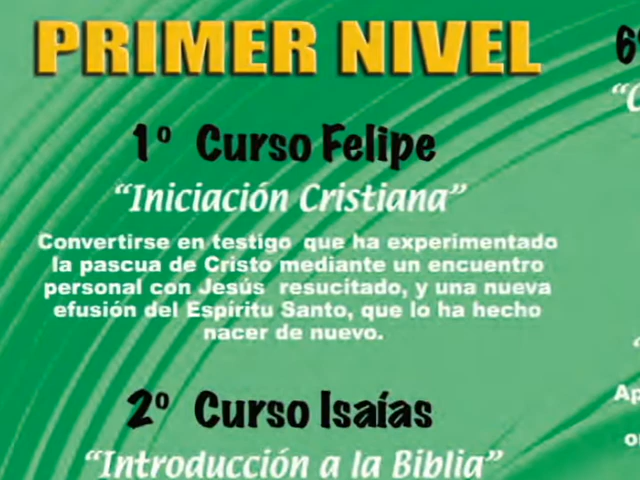 PRIMER NIVEL
1º Curso Felipe
“Iniciación Cristiana”
Convertirse en testigo que ha experimentado
la pascua de Cristo mediante un encuentro
personal con Jesús resucitado, y una nueva
efusión del Espíritu Santo, que lo ha hecho
nacer de nuevo.
2º Curso Isaías
“Introducción a la Biblia”